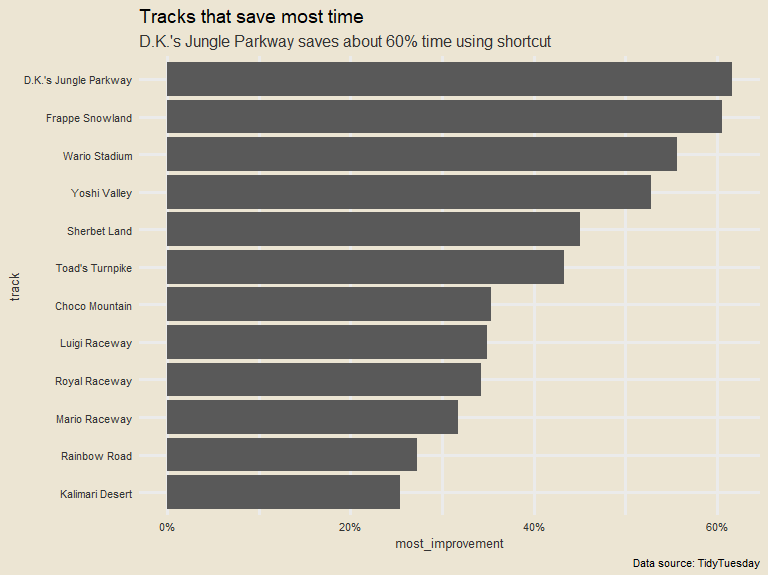 Tracks that save most time
D.K.'s Jungle Parkway saves about 60% time using shortcut
D.K.'s Jungle Parkway
Frappe Snowland
Wario Stadium
Yoshi Valley
Sherbet Land
Toad's Turnpike
Choco Mountain
Luigi Raceway
Royal Raceway
Mario Raceway
Rainbow Road
Kalimari Desert
track
0%
20%
40%
60%
most_improvement
Data source: TidyTuesday